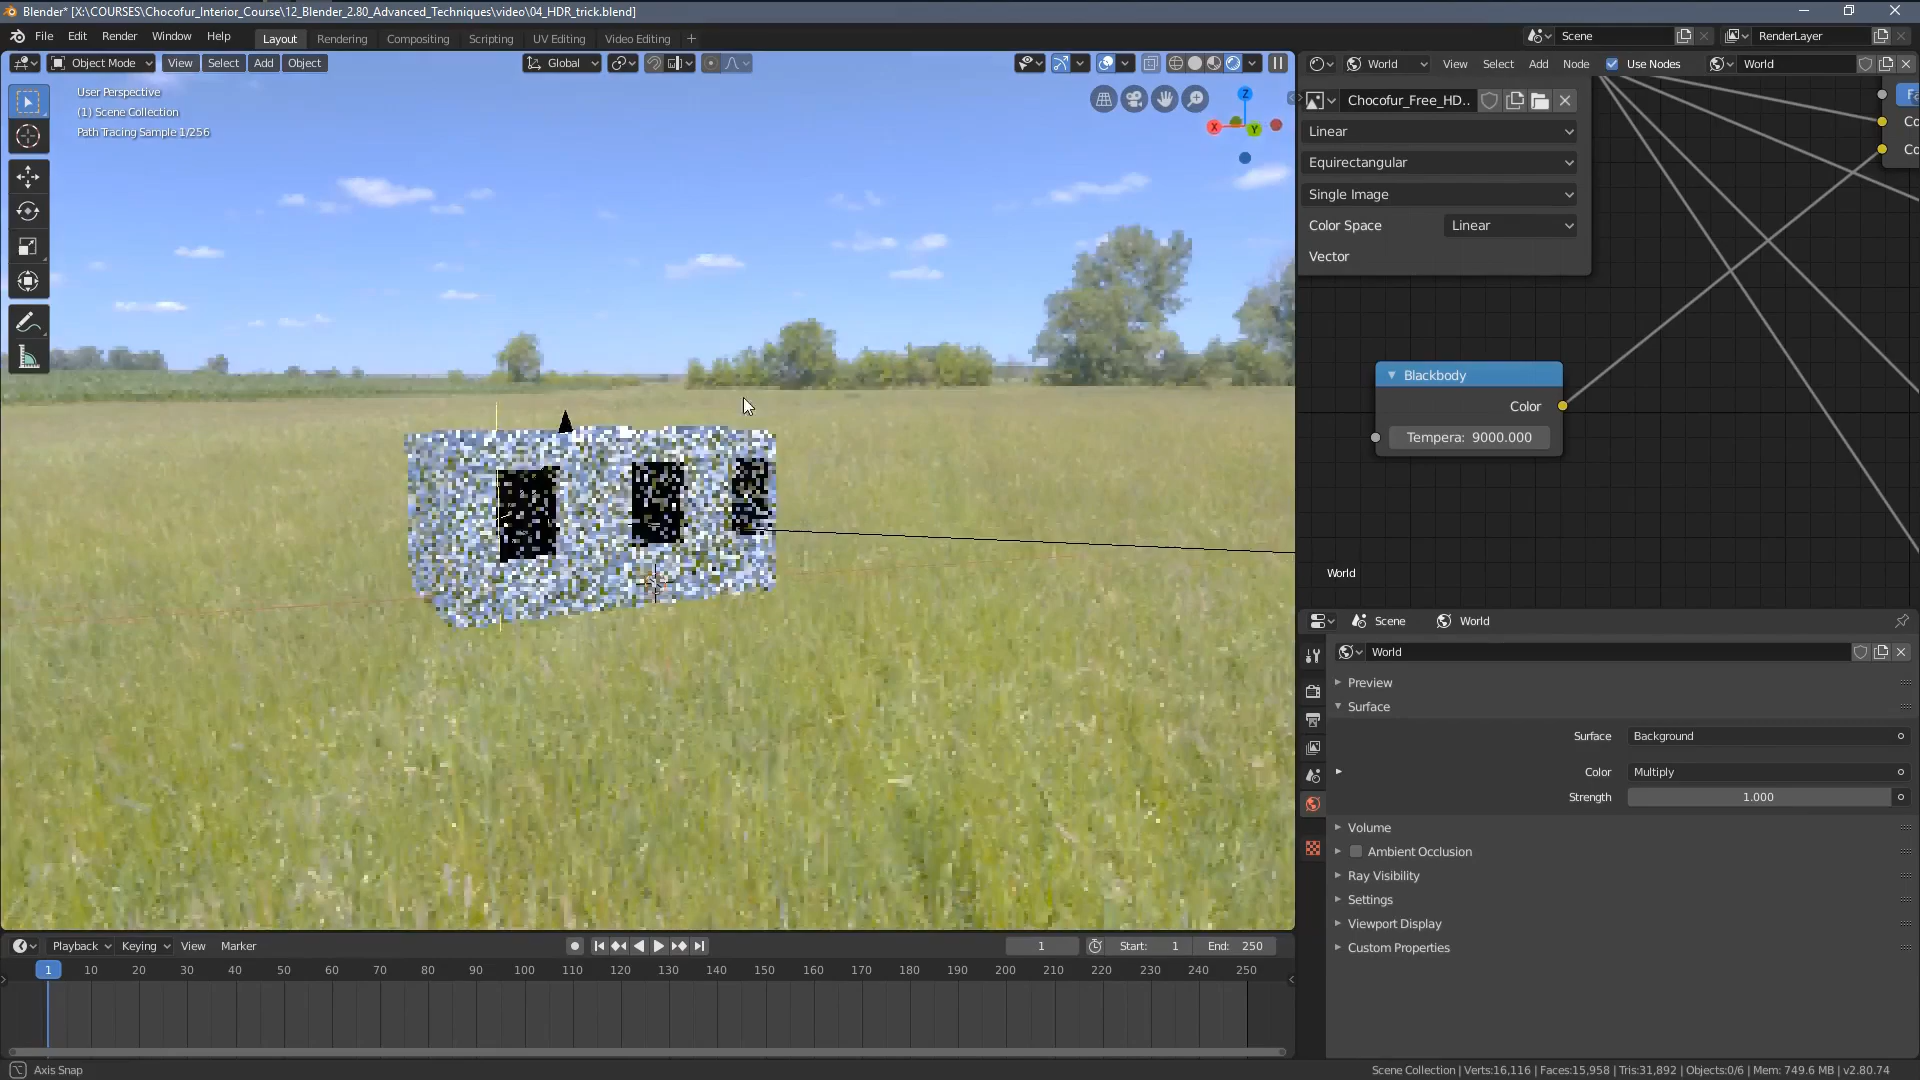 Blender* [X:\COURSES\Chocofur_Interior_Course\12_Blender_2.80_Advanced_Techniques\video\04_HDR_trick.blend]
File Edit Render Window Help Layout Rendering Compositing Scripting UV Editing Video Editing + Scene RenderLayer
Object Mode View Select Add Object Global World View Select Add Node Use Nodes World
User Perspective
(1) Scene Collection
Path Tracing Sample 1/256
Z
X
Y
Chocofur_Free_HD..
Linear
Equirectangular
Single Image
Color Space Linear
Vector
Co
Co
Blackbody
Color
Tempera: 9000.000
World
Scene World
World
Preview
Surface
Surface Background
Color Multiply
Strength 1.000
Volume
Ambient Occlusion
Ray Visibility
Settings
Viewport Display
Custom Properties
Playback Keying View Marker 1 Start: 1 End: 250
1 10 20 30 40 50 60 70 80 90 100 110 120 130 140 150 160 170 180 190 200 210 220 230 240 250
Axis Snap
Scene Collection | Verts:16,116 | Faces:15,958 | Tris:31,892 | Objects:0/6 | Mem: 749.6 MB | v2.80.74